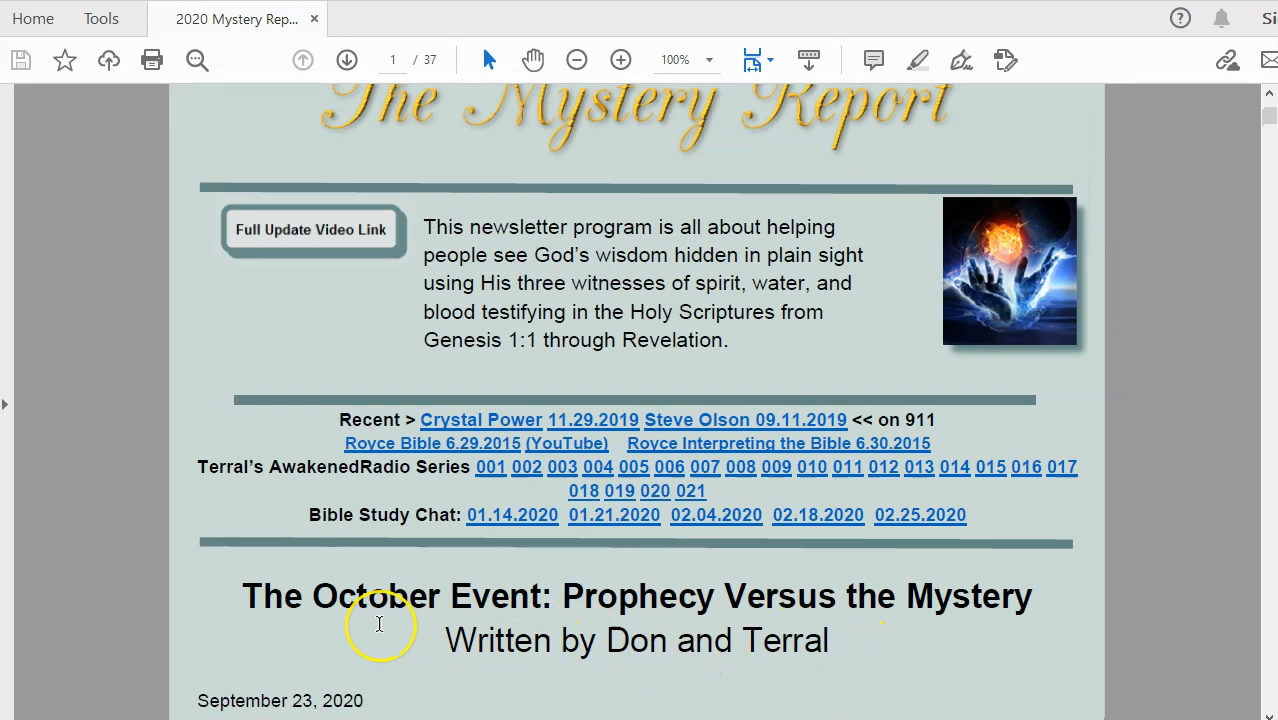 Home Tools 2020 Mystery Rep... ×
1 / 37 100%
The Mystery Report
Full Update Video Link
This newsletter program is all about helping
people see God's wisdom hidden in plain sight
using His three witnesses of spirit, water, and
blood testifying in the Holy Scriptures from
Genesis 1:1 through Revelation.
Recent > Crystal Power 11.29.2019 Steve Olson 09.11.2019 << on 911
Royce Bible 6.29.2015 (YouTube) Royce Interpreting the Bible 6.30.2015
Terral's AwakenedRadio Series 001 002 003 004 005 006 007 008 009 010 011 012 013 014 015 016 017
018 019 020 021
Bible Study Chat: 01.14.2020 01.21.2020 02.04.2020 02.18.2020 02.25.2020
The October Event: Prophecy Versus the Mystery
Written by Don and Terral
September 23, 2020